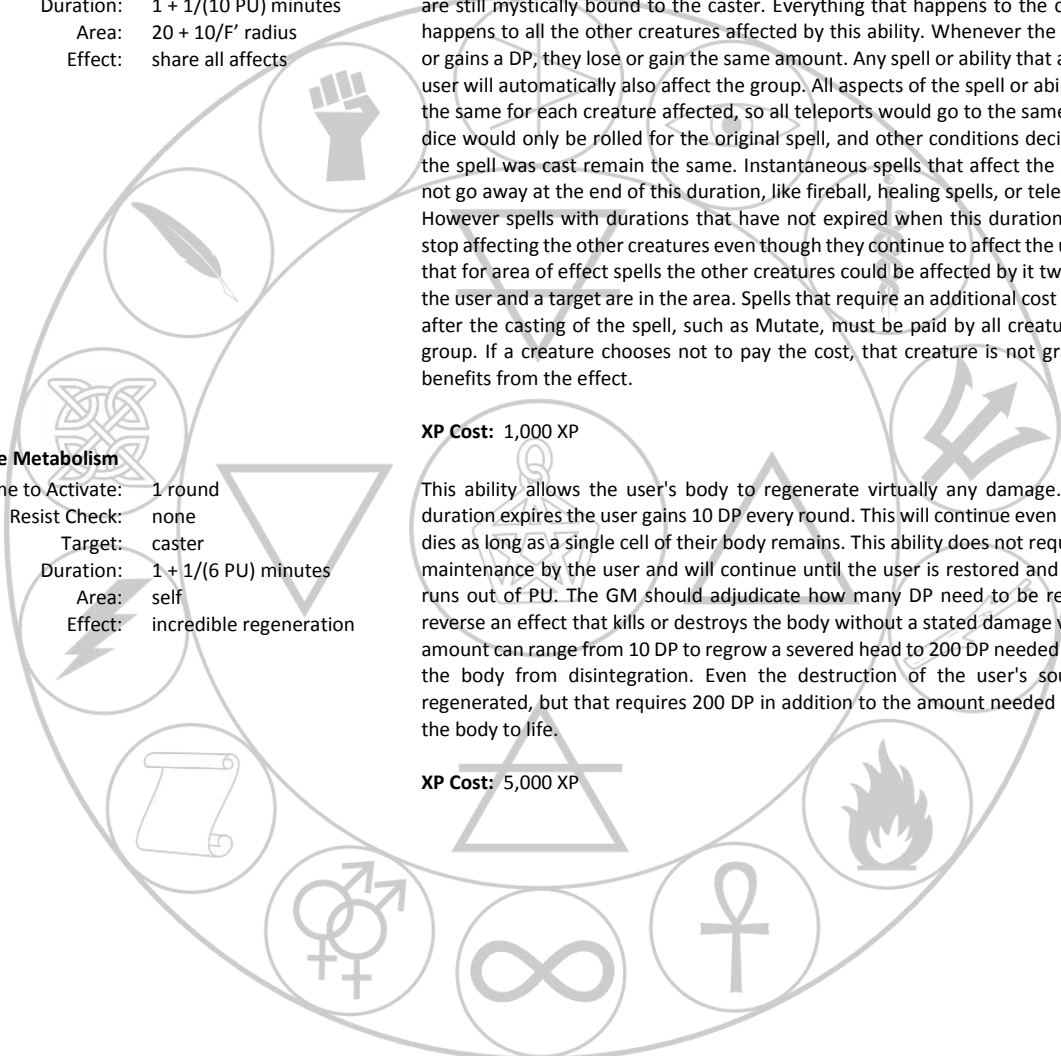 Duration: 1 + 1/(10 PU) minutes
Area: 20 + 10/F’ radius
Effect: share all affects
are still mystically bound to the caster. Everything that happens to the
happens to all the other creatures affected by this ability. Whenever the
or gains a DP, they lose or gain the same amount. Any spell or ability that
user will automatically also affect the group. All aspects of the spell or
the same for each creature affected, so all teleports would go to the same
dice would only be rolled for the original spell, and other conditions
the spell was cast remain the same. Instantaneous spells that affect the
not go away at the end of this duration, like fireball, healing spells, or
However spells with durations that have not expired when this duration
stop affecting the other creatures even though they continue to affect the
that for area of effect spells the other creatures could be affected by it
the user and a target are in the area. Spells that require an additional cost
after the casting of the spell, such as Mutate, must be paid by all
group. If a creature chooses not to pay the cost, that creature is not
benefits from the effect.
XP Cost: 1,000 XP
Metabolism
to Activate: 1 round
Resist Check: none
Target: caster
Duration: 1 + 1/(6 PU) minutes
Area: self
Effect: incredible regeneration
This ability allows the user's body to regenerate virtually any damage.
duration expires the user gains 10 DP every round. This will continue even
dies as long as a single cell of their body remains. This ability does not
maintenance by the user and will continue until the user is restored and
runs out of PU. The GM should adjudicate how many DP need to be
reverse an effect that kills or destroys the body without a stated damage
amount can range from 10 DP to regrow a severed head to 200 DP needed
the body from disintegration. Even the destruction of the user's
regenerated, but that requires 200 DP in addition to the amount needed
the body to life.
XP Cost: 5,000 XP